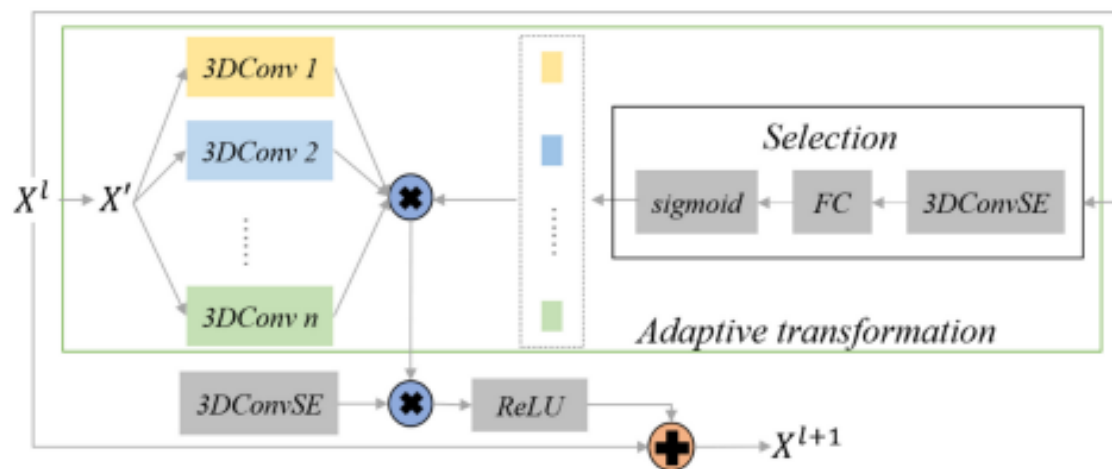 3DConv 1
3DConv 2
3DConv n
X^l
X'
Selection
sigmoid
FC
3DConvSE
Adaptive transformation
3DConvSE
ReLU
X^{l+1}